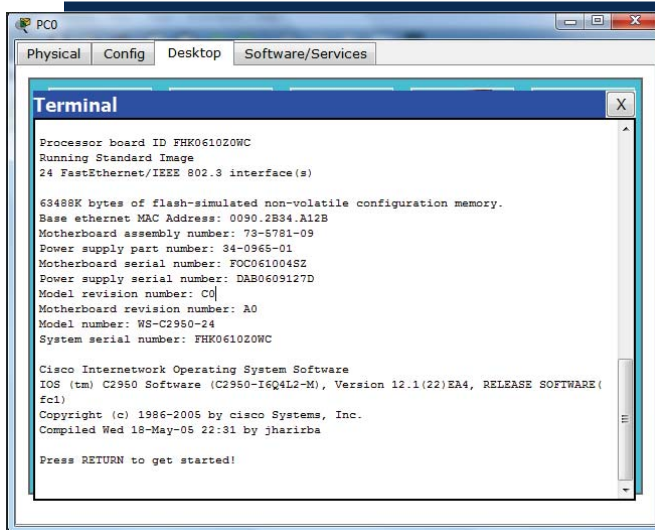 PC0
Physical Config Desktop Software/Services
Terminal
X
Processor board ID FHK0610Z0WC
Running Standard Image
24 FastEthernet/IEEE 802.3 interface(s)
63488K bytes of flash-simulated non-volatile configuration memory.
Base ethernet MAC Address: 0090.2B34.A12B
Motherboard assembly number: 73-5781-09
Power supply part number: 34-0965-01
Motherboard serial number: FOC061004SZ
Power supply serial number: DAB0609127D
Model revision number: C0
Motherboard revision number: A0
Model number: WS-C2950-24
System serial number: FHK0610Z0WC
Cisco Internetwork Operating System Software
IOS (tm) C2950 Software (C2950-I6Q4L2-M), Version 12.1(22)EA4, RELEASE SOFTWARE(
fc1)
Copyright (c) 1986-2005 by cisco Systems, Inc.
Compiled Wed 18-May-05 22:31 by jharirba
Press RETURN to get started!